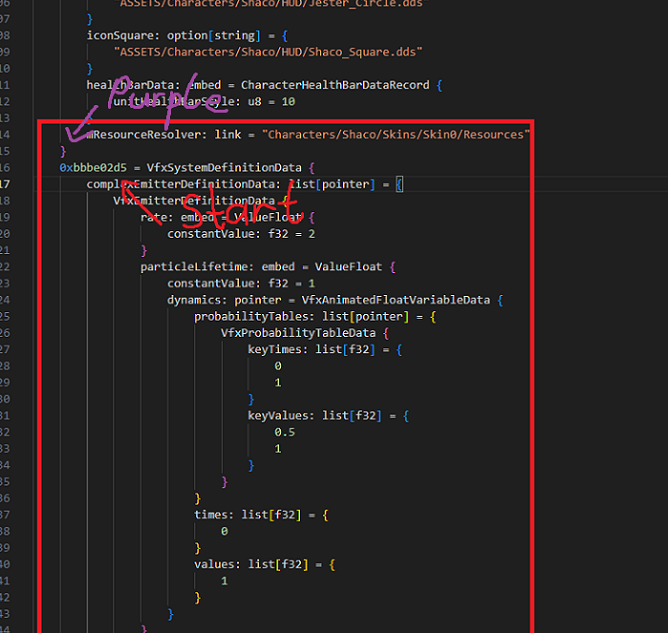 06 "ASSETS/Characters/Shaco/HUD/Jester_Circle.dds"
07 }
08 iconSquare: option[string] = {
09 "ASSETS/Characters/Shaco/HUD/Shaco_Square.dds"
10 }
11 healthBarData: embed = CharacterHealthBarDataRecord {
12 unitHealthBarStyle: u8 = 10
Purple
14 mResourceResolver: link = "Characters/Shaco/Skins/Skin0/Resources"
15 }
16 0xbbbe02d5 = VfxSystemDefinitionData {
17 complexEmitterDefinitionData: list[pointer] = {
18 VfxEmitterDefinitionData {
start
19 rate: embed = ValueFloat {
20 constantValue: f32 = 2
21 }
22 particleLifetime: embed = ValueFloat {
23 constantValue: f32 = 1
24 dynamics: pointer = VfxAnimatedFloatVariableData {
25 probabilityTables: list[pointer] = {
26 VfxProbabilityTableData {
27 keyTimes: list[f32] = {
28 0
29 1
30 }
31 keyValues: list[f32] = {
32 0.5
33 1
34 }
35 }
36 }
37 times: list[f32] = {
38 0
39 }
40 values: list[f32] = {
41 1
42 }
43 }
44 }